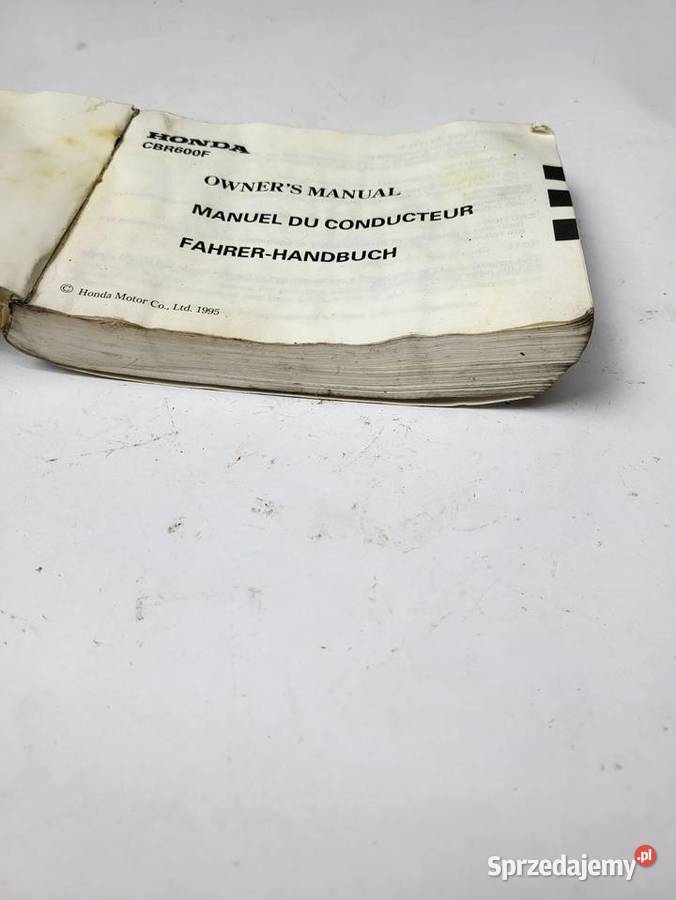 HONDA
CBR600F
OWNER'S MANUAL
MANUEL DU CONDUCTEUR
FAHRER-HANDBUCH
© Honda Motor Co., Ltd. 1995
Sprzedajemy.pl